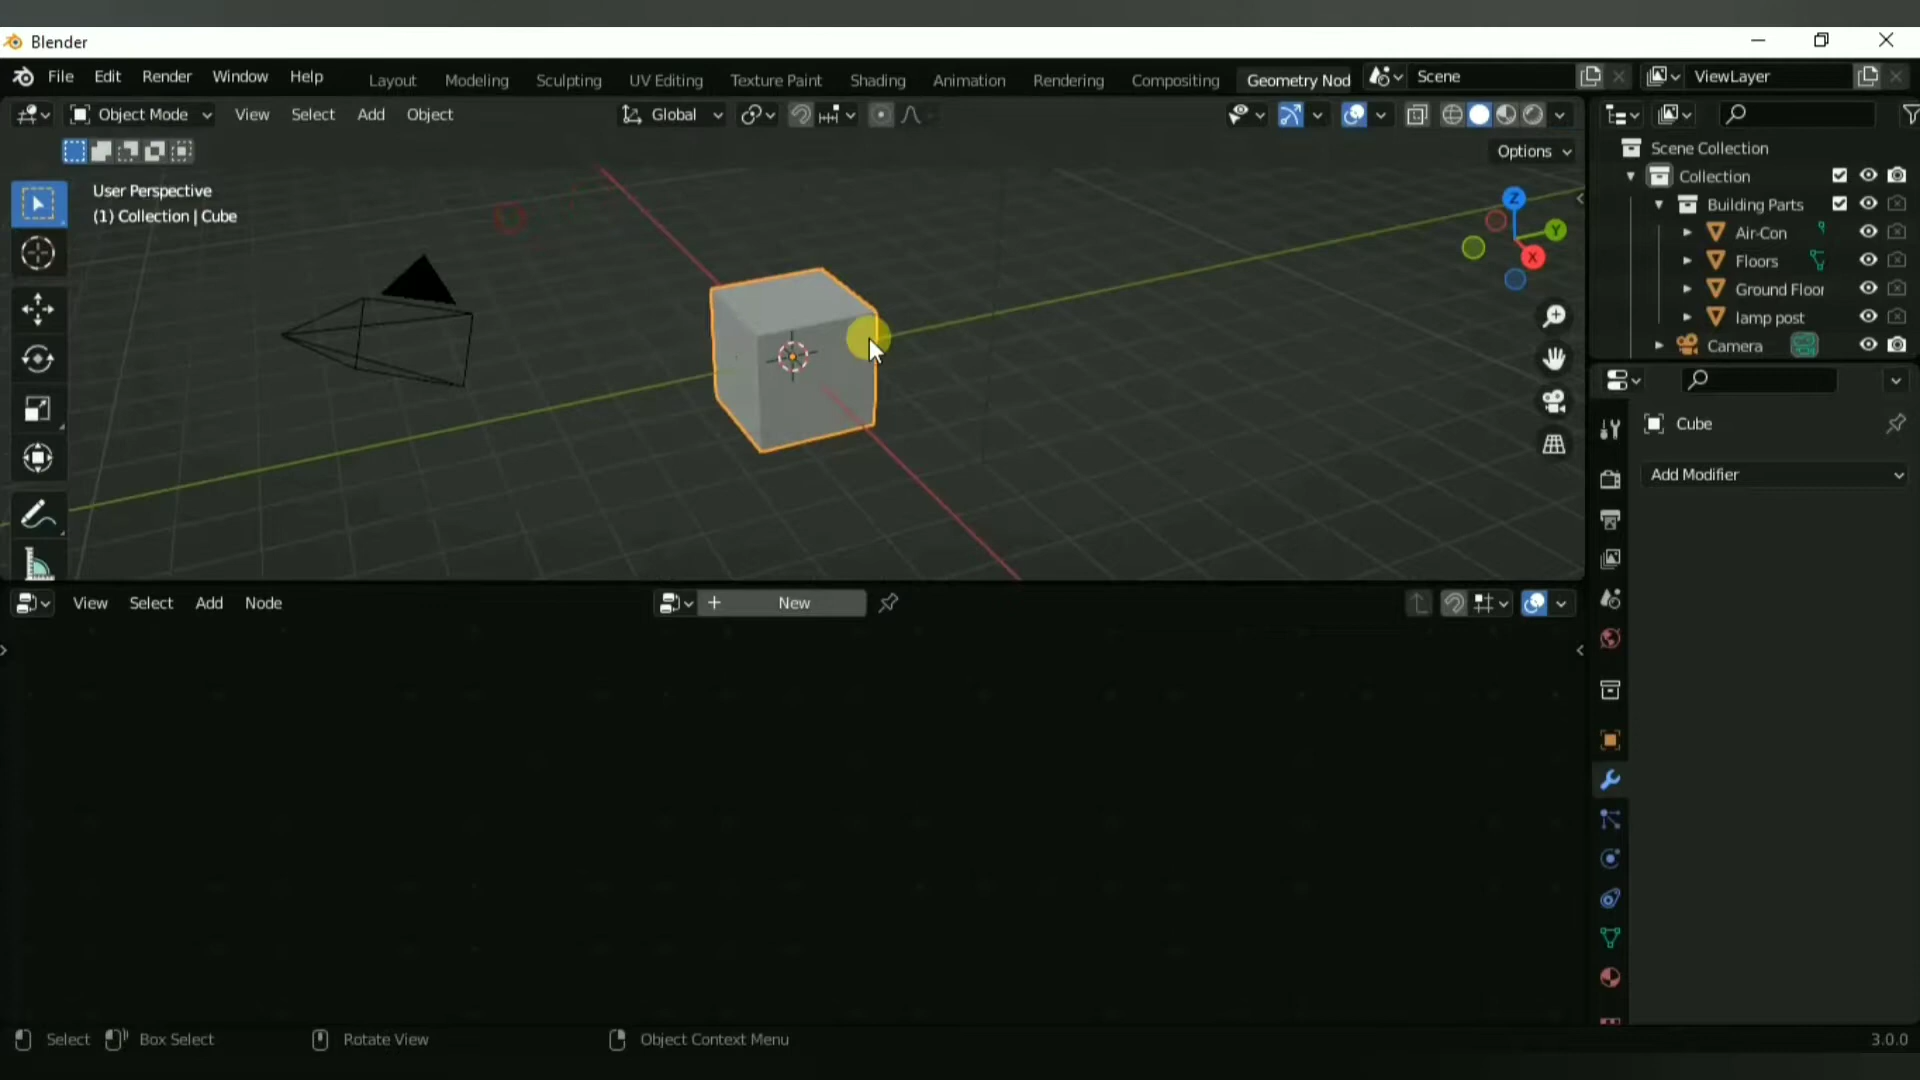 Blender
File Edit Render Window Help Layout Modeling Sculpting UV Editing Texture Paint Shading Animation Rendering Compositing Geometry Nod Scene ViewLayer
Object Mode View Select Add Object Global
Options
User Perspective
(1) Collection | Cube
Z
Y
X
Scene Collection
Collection
Building Parts
Air-Con
Floors
Ground Floor
lamp post
Camera
Cube
Add Modifier
View Select Add Node + New
Select Box Select Rotate View Object Context Menu 3.0.0